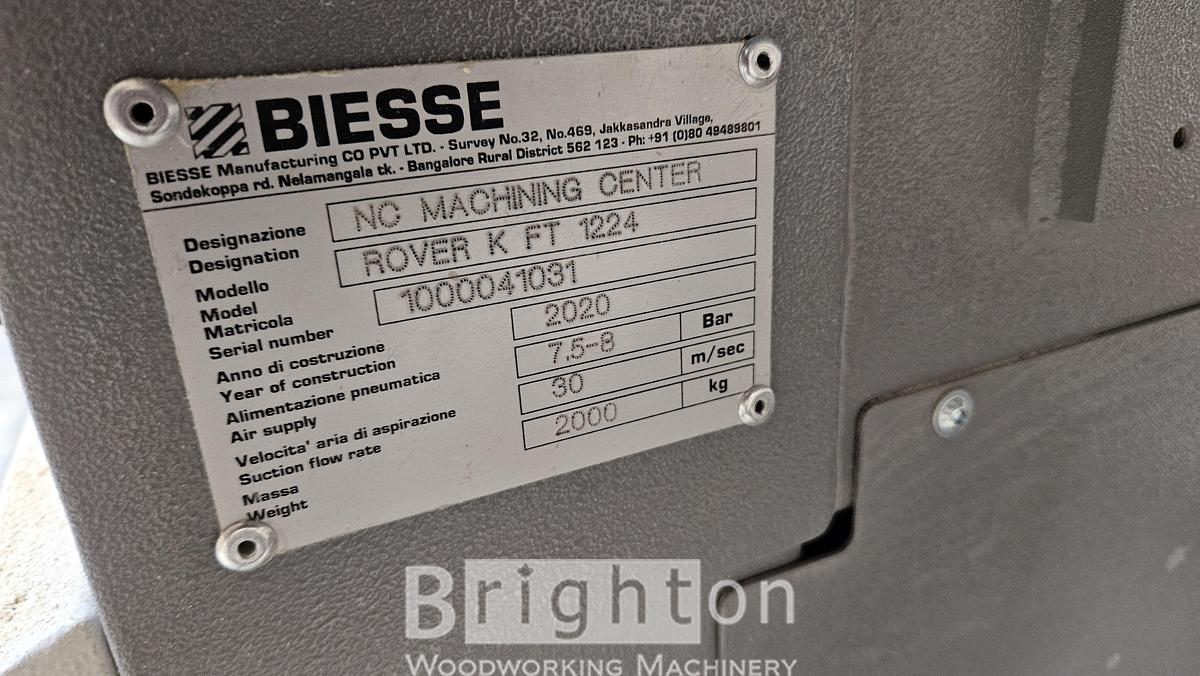 BIESSE
BIESSE Manufacturing CO PVT LTD. - Survey No.32, No.469, Jakkasandra Village,
Sondekoppa rd. Nelamangala tk. - Bangalore Rural District 562 123 - Ph: +91 (0)80 49489801
Designazione
Designation
NC MACHINING CENTER
Modello
Model
ROVER K FT 1224
Matricola
Serial number
1000041031
Anno di costruzione
Year of construction
2020
Alimentazione pneumatica
Air supply
7.5-8 Bar
Velocita' aria di aspirazione
Suction flow rate
30 m/sec
Massa
Weight
2000 kg
Brighton
WOODWORKING MACHINERY